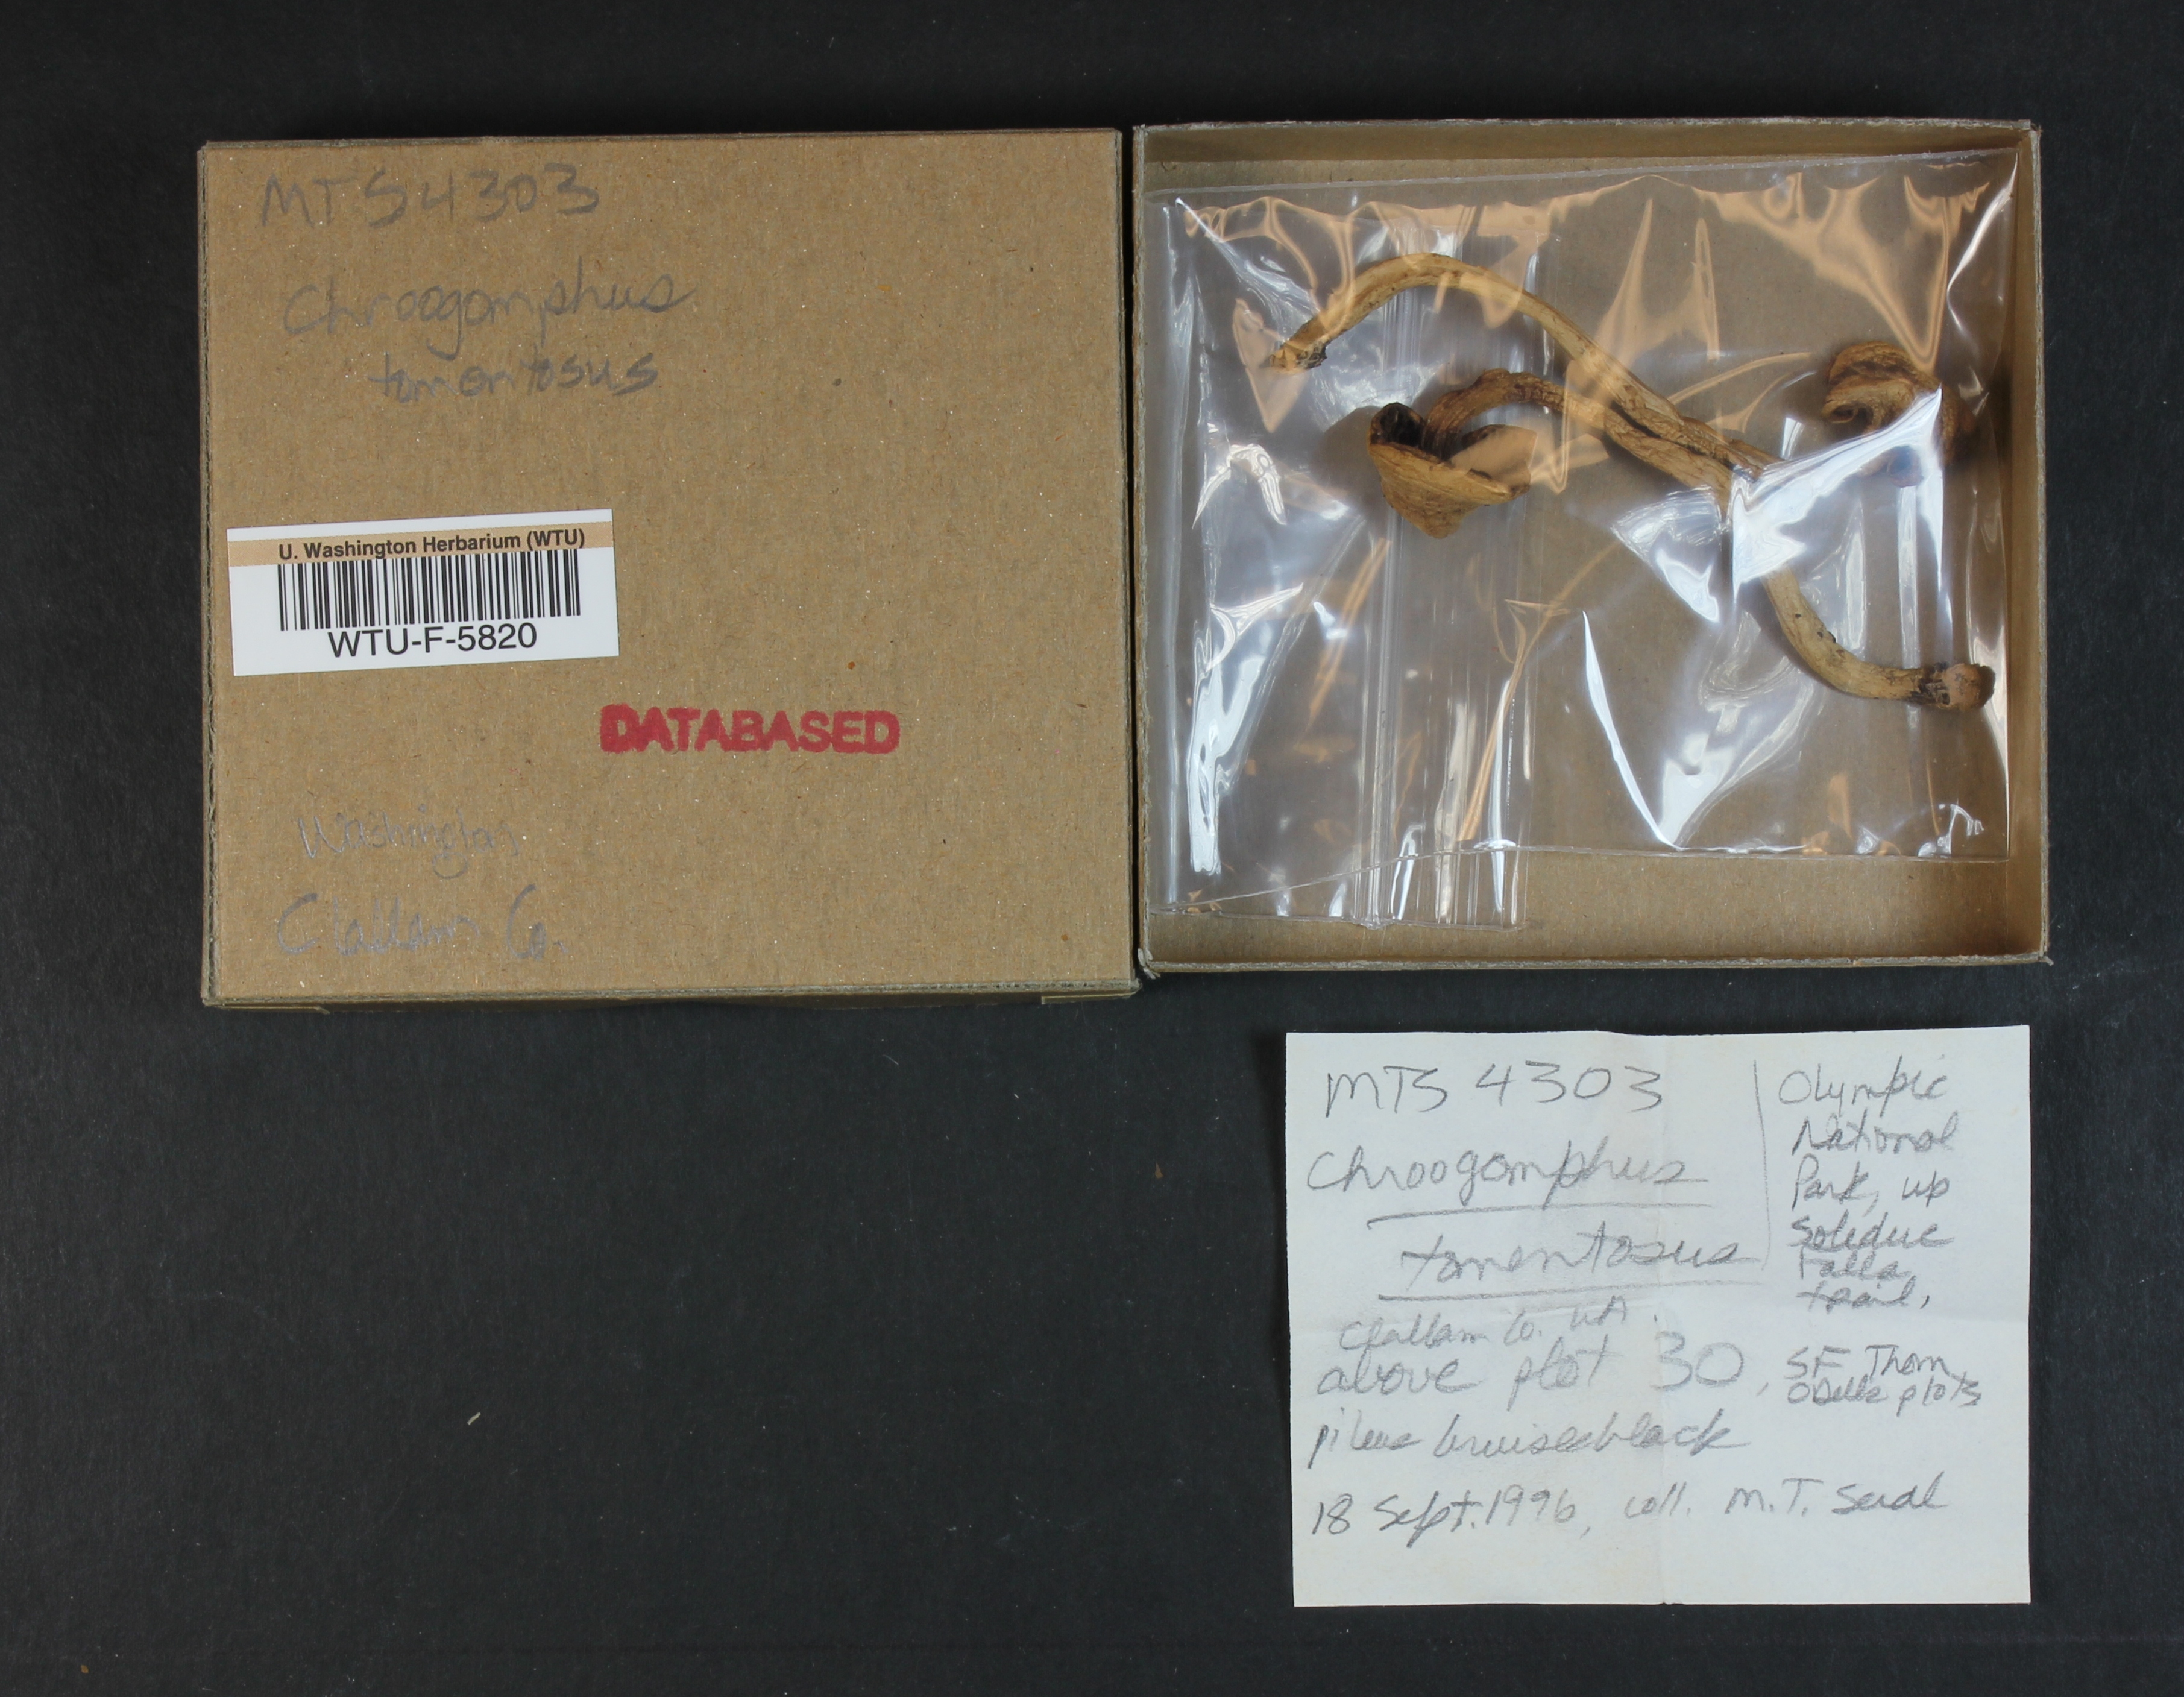 MTS 4303
Chroogomphus
tomentosus
U. Washington Herbarium (WTU)
WTU-F-5820
DATABASED
Washington
Clallam Co.
MTS 4303
Chroogomphus
tomentosus
Clallam Co. WA.
above plot 30,
pileus bruises black
18 Sept. 1996, coll. M.T. Seidl
Olympic
National
Park, up
Soleduc
Falls
trail,
SF Thom
Odell's plots